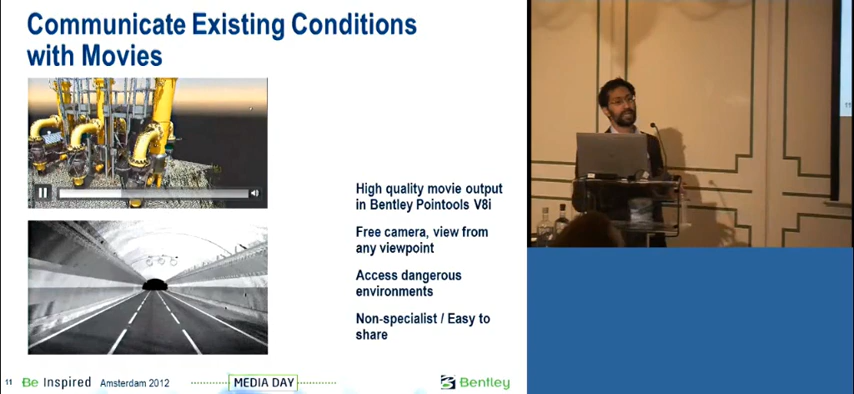 Communicate Existing Conditions
with Movies
High quality movie output
in Bentley Pointools V8i
Free camera, view from
any viewpoint
Access dangerous
environments
Non-specialist / Easy to
share
11 Be Inspired Amsterdam 2012 MEDIA DAY Bentley
11